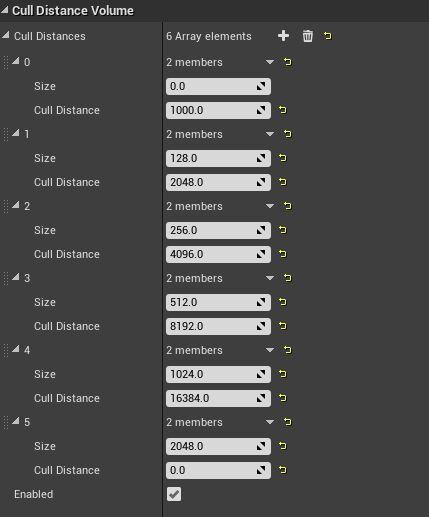 Cull Distance Volume
Cull Distances 6 Array elements
0 2 members
Size 0.0
Cull Distance 1000.0
1 2 members
Size 128.0
Cull Distance 2048.0
2 2 members
Size 256.0
Cull Distance 4096.0
3 2 members
Size 512.0
Cull Distance 8192.0
4 2 members
Size 1024.0
Cull Distance 16384.0
5 2 members
Size 2048.0
Cull Distance 0.0
Enabled